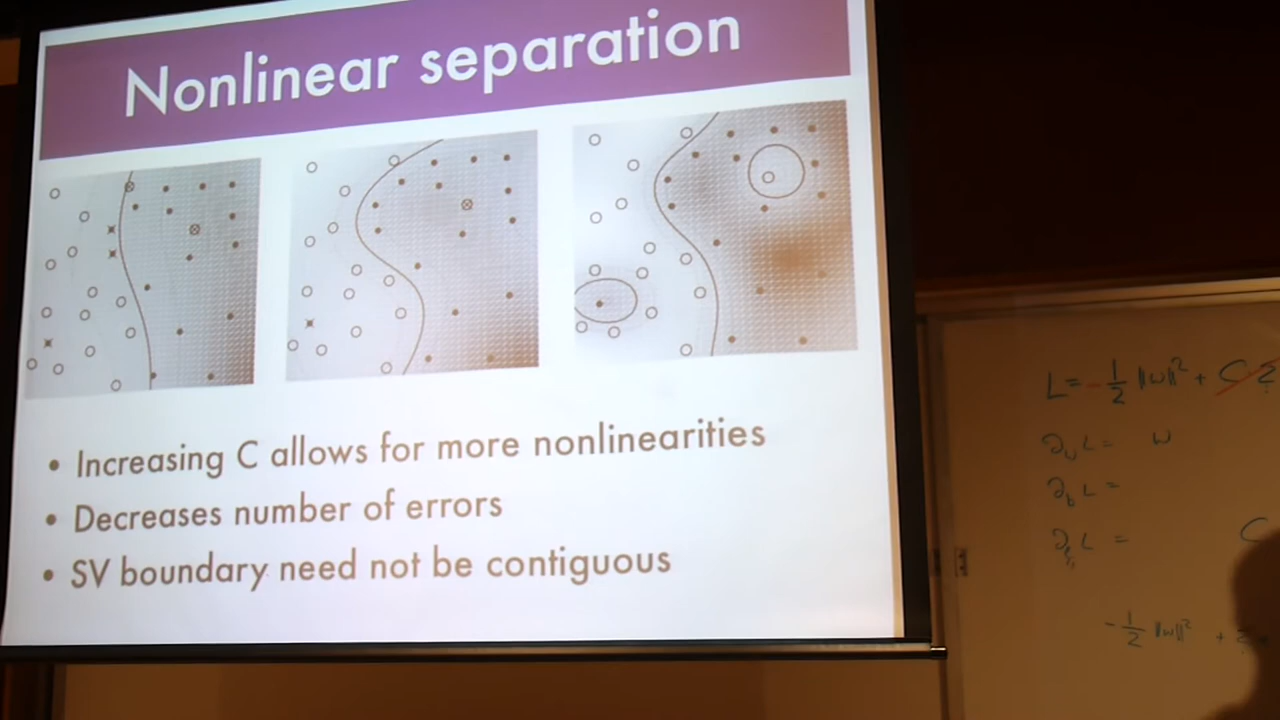 Nonlinear separation
• Increasing C allows for more nonlinearities
• Decreases number of errors
• SV boundary need not be contiguous
L = -1/2 ||w||² + C Σ
∂w L = w
∂b L =
∂ξi L = C
-1/2 ||w||² +